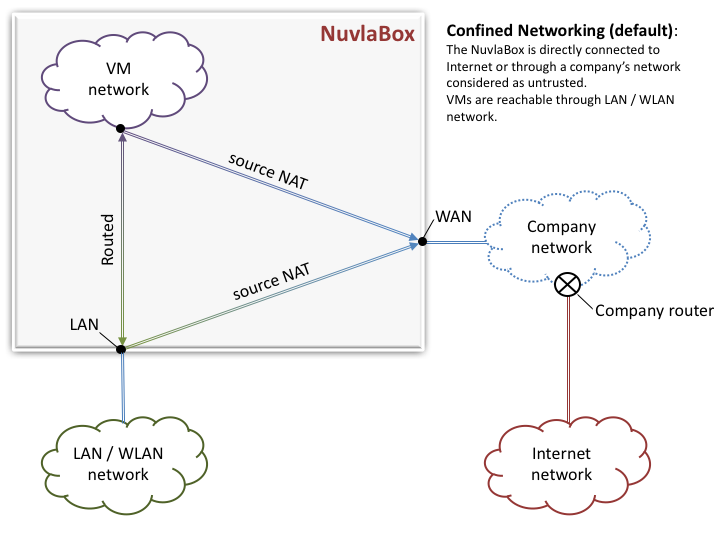 NuvlaBox
Confined Networking (default):
The NuvlaBox is directly connected to
Internet or through a company’s network
considered as untrusted.
VMs are reachable through LAN / WLAN
network.
VM
network
source NAT
Routed
WAN
Company
network
source NAT
Company router
LAN
LAN / WLAN
network
Internet
network